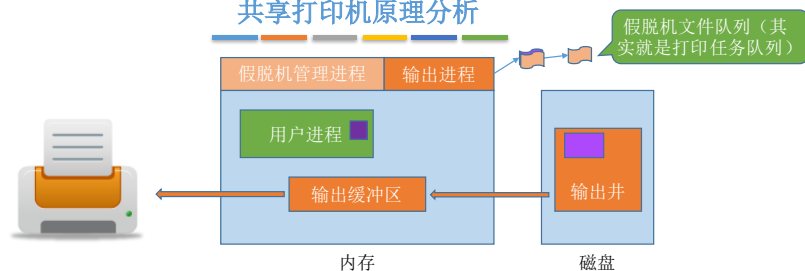 共享打印机原理分析
假脱机文件队列（其
实就是打印任务队列）
假脱机管理进程
输出进程
用户进程
输出缓冲区
输出井
内存
磁盘